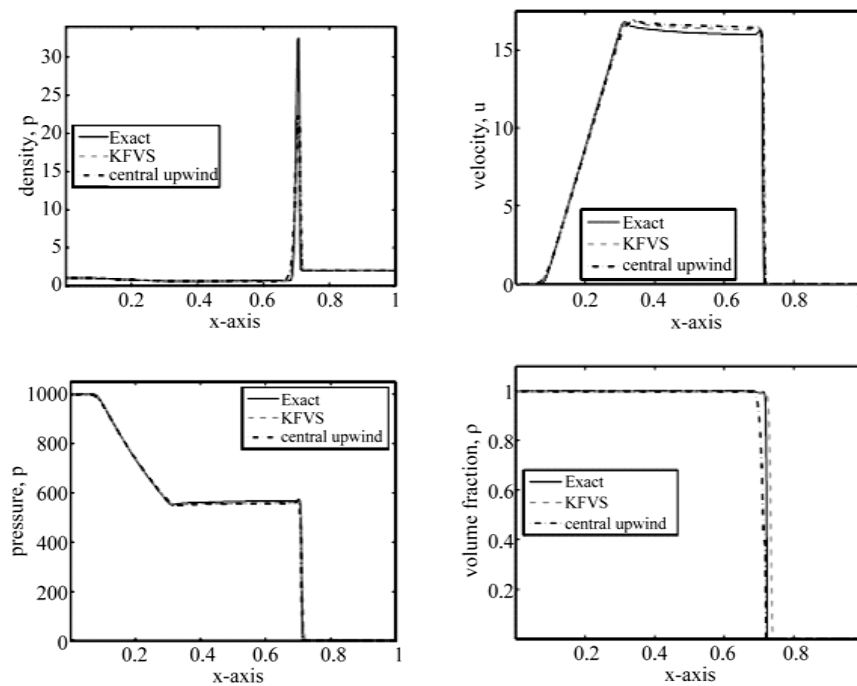 30
25
20
15
10
5
0
density, p
Exact
KFVS
central upwind
0.2
0.4
0.6
0.8
1
x-axis
15
10
5
0
velocity, u
Exact
KFVS
central upwind
0.2
0.4
0.6
0.8
x-axis
1000
800
600
400
200
0
pressure, p
Exact
KFVS
central upwind
0.2
0.4
0.6
0.8
1
x-axis
1
0.8
0.6
0.4
0.2
volume fraction, ρ
Exact
KFVS
central upwind
0.2
0.4
0.6
0.8
x-axis